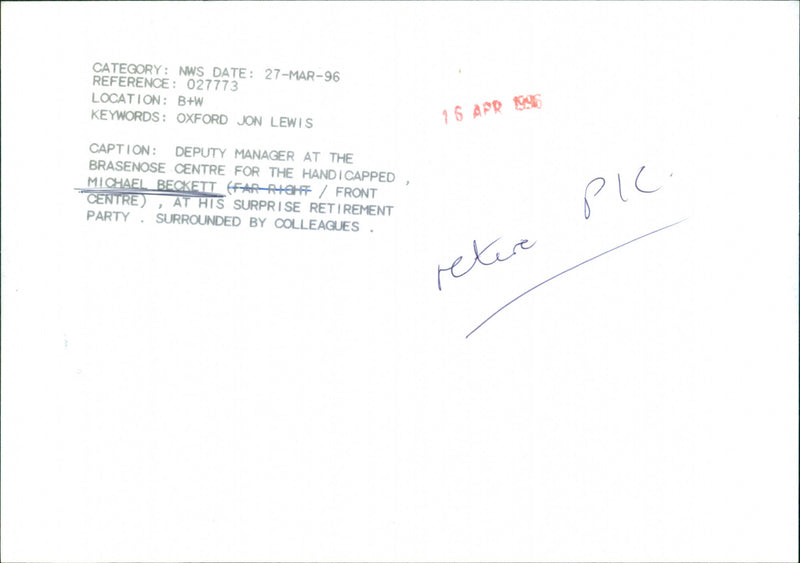 CATEGORY: NWS DATE: 27-MAR-96
REFERENCE: 027773
LOCATION: B+W
KEYWORDS: OXFORD JON LEWIS
CAPTION: DEPUTY MANAGER AT THE
BRASENOSE CENTRE FOR THE HANDICAPPED ,
MICHAEL BECKETT (FAR RIGHT / FRONT
CENTRE) , AT HIS SURPRISE RETIREMENT
PARTY . SURROUNDED BY COLLEAGUES .
16 APR 1996
retire PIC.